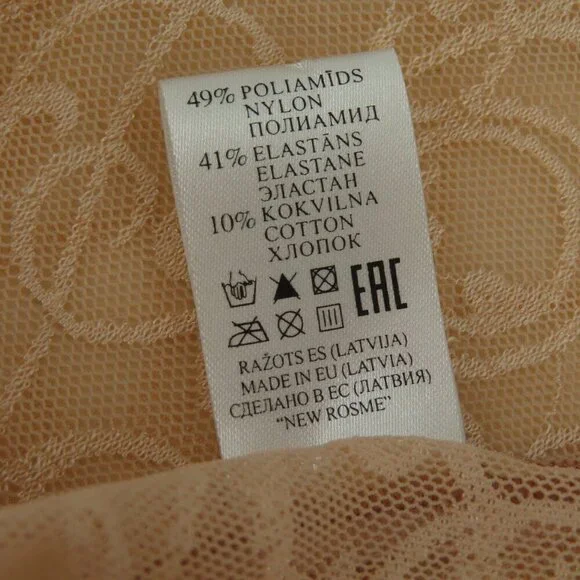 49% POLIAMĪDS
NYLON
ПОЛИАМИД
41% ELASTĀNS
ELASTANE
ЭЛАСТАН
10% KOKVILNA
COTTON
ХЛОПОК
EAC
RAŽOTS ES (LATVIJA)
MADE IN EU (LATVIA)
СДЕЛАНО В ЕС (ЛАТВИЯ)
“NEW ROSME”